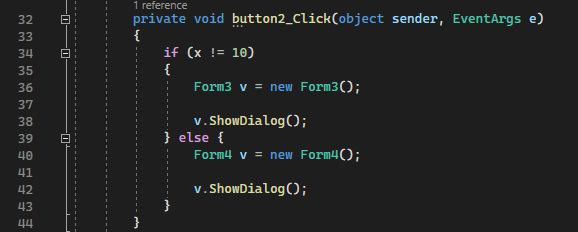 1 reference
32 private void button2_Click(object sender, EventArgs e)
33 {
34 if (x != 10)
35 {
36 Form3 v = new Form3();
37
38 v.ShowDialog();
39 } else {
40 Form4 v = new Form4();
41
42 v.ShowDialog();
43 }
44 }